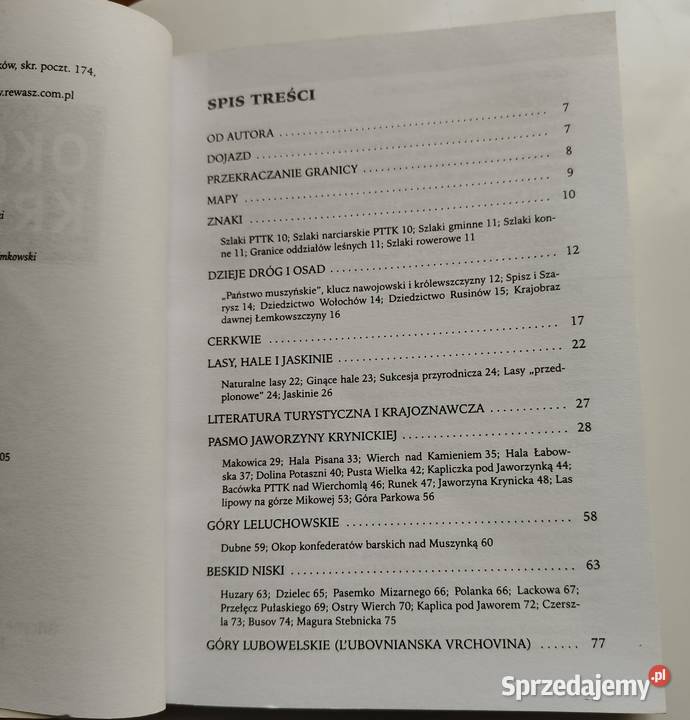 ów, skr. poczt. 174,
.rewasz.com.pl
OKO
KR
i
mkowski
05
SPIS TREŚCI
OD AUTORA 7
DOJAZD 7
PRZEKRACZANIE GRANICY 8
MAPY 9
ZNAKI 10
Szlaki PTTK 10; Szlaki narciarskie PTTK 10; Szlaki gminne 11; Szlaki kon-
ne 11; Granice oddziałów leśnych 11; Szlaki rowerowe 11
DZIEJE DRÓG I OSAD 12
„Państwo muszyńskie”, klucz nawojowski i królewszczyzny 12; Spisz i Sza-
rysz 14; Dziedzictwo Wołochów 14; Dziedzictwo Rusinów 15; Krajobraz
dawnej Łemkowszczyzny 16
CERKWIE 17
LASY, HALE I JASKINIE 22
Naturalne lasy 22; Ginące hale 23; Sukcesja przyrodnicza 24; Lasy „przed-
plonowe” 24; Jaskinie 26
LITERATURA TURYSTYCZNA I KRAJOZNAWCZA 27
PASMO JAWORZYNY KRYNICKIEJ 28
Makowica 29; Hala Pisana 33; Wierch nad Kamieniem 35; Hala Łabow-
ska 37; Dolina Potaszni 40; Pusta Wielka 42; Kapliczka pod Jaworzynką 44;
Bacówka PTTK nad Wierchomlą 46; Runek 47; Jaworzyna Krynicka 48; Las
lipowy na górze Mikowej 53; Góra Parkowa 56
GÓRY LELUCHOWSKIE 58
Dubne 59; Okop konfederatów barskich nad Muszynką 60
BESKID NISKI 63
Huzary 63; Dzielec 65; Pasemko Mizarnego 66; Polanka 66; Lackowa 67;
Przełęcz Pułaskiego 69; Ostry Wierch 70; Kaplica pod Jaworem 72; Czersz-
la 73; Busov 74; Magura Stebnicka 75
GÓRY LUBOWELSKIE (L'UBOVNIANSKA VRCHOVINA) 77
Sprzedajemy.pl